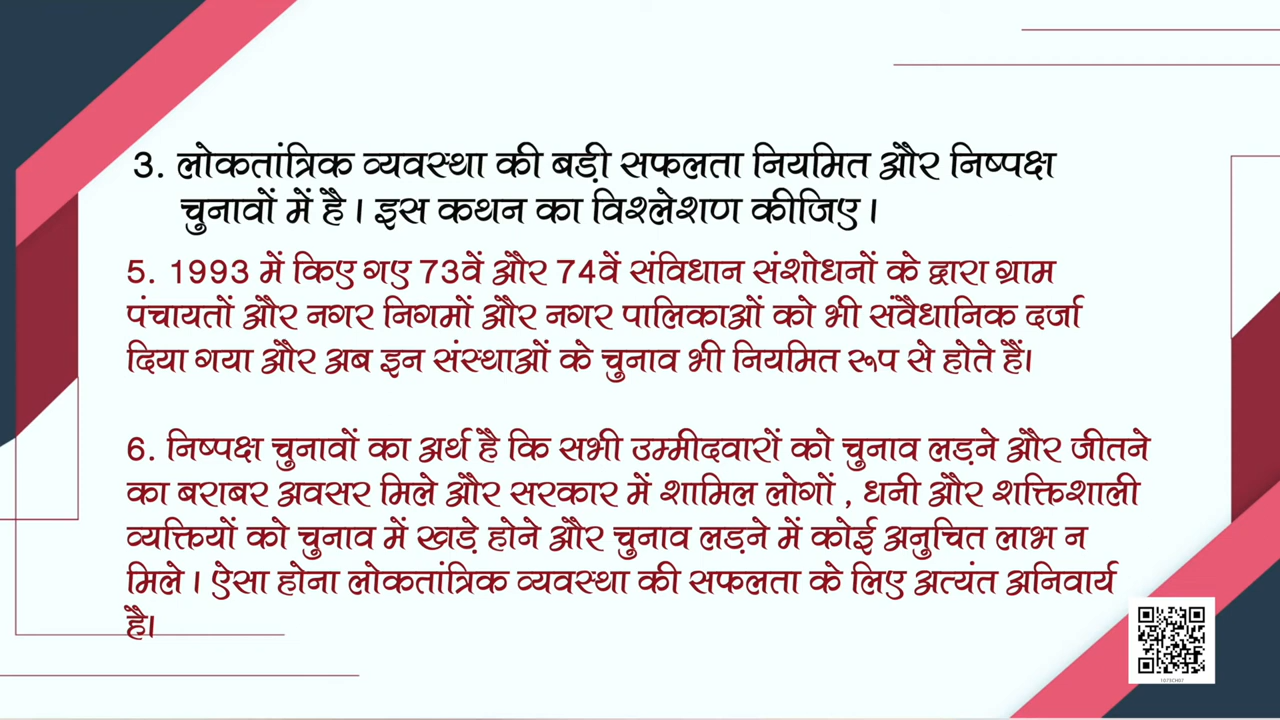 3. लोकतांत्रिक व्यवस्था की बड़ी सफलता नियमित और निष्पक्ष
चुनावों में है । इस कथन का विश्लेशण कीजिए ।
5. 1993 में किए गए 73वें और 74वें संविधान संशोधनों के द्वारा ग्राम
पंचायतों और नगर निगमों और नगर पालिकाओं को भी संवैधानिक दर्जा
दिया गया और अब इन संस्थाओं के चुनाव भी नियमित रूप से होते हैं।
6. निष्पक्ष चुनावों का अर्थ है कि सभी उम्मीदवारों को चुनाव लड़ने और जीतने
का बराबर अवसर मिले और सरकार में शामिल लोगों , धनी और शक्तिशाली
व्यक्तियों को चुनाव में खड़े होने और चुनाव लड़ने में कोई अनुचित लाभ न
मिले । ऐसा होना लोकतांत्रिक व्यवस्था की सफलता के लिए अत्यंत अनिवार्य
है।
1073CH07